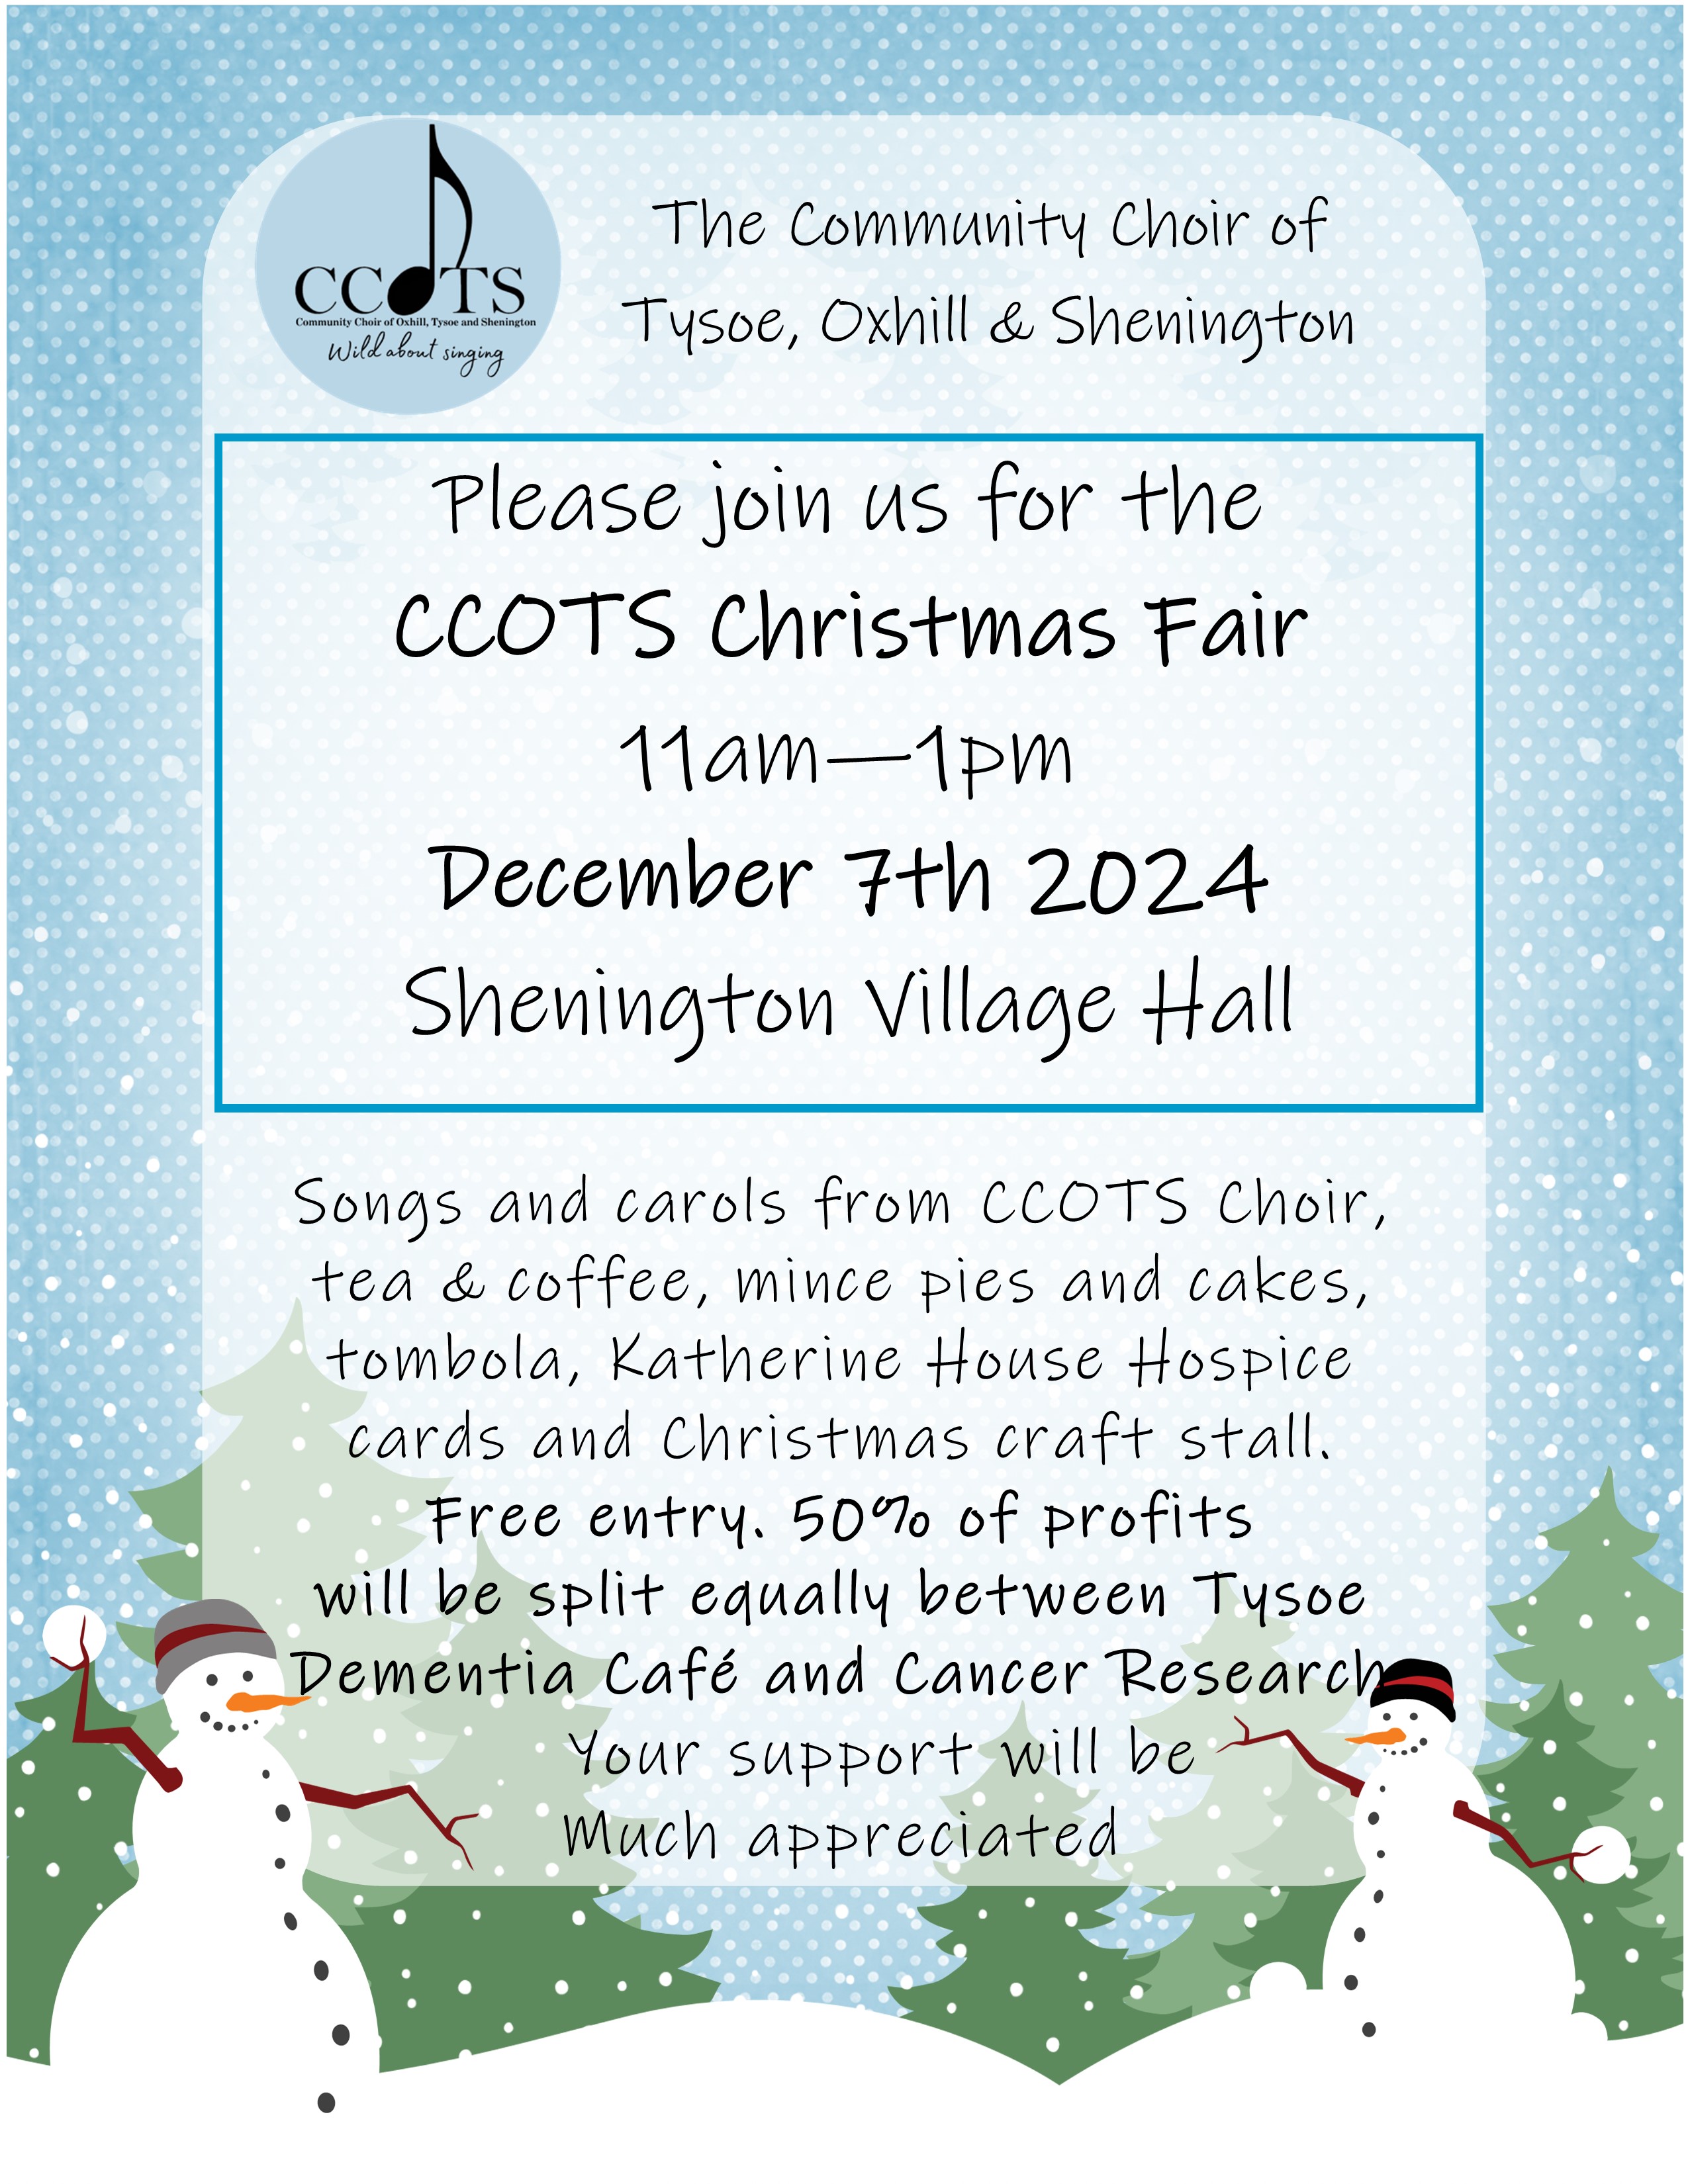 CCOTS
Community Choir of Oxhill, Tysoe and Shenington
Wild about singing
The Community Choir of
Tysoe, Oxhill & Shenington
Please join us for the
CCOTS Christmas Fair
11am—1pm
December 7th 2024
Shenington Village Hall
Songs and carols from CCOTS Choir,
tea & coffee, mince pies and cakes,
tombola, Katherine House Hospice
cards and Christmas craft stall.
Free entry. 50% of profits
will be split equally between Tysoe
Dementia Café and Cancer Research
Your support will be
Much appreciated